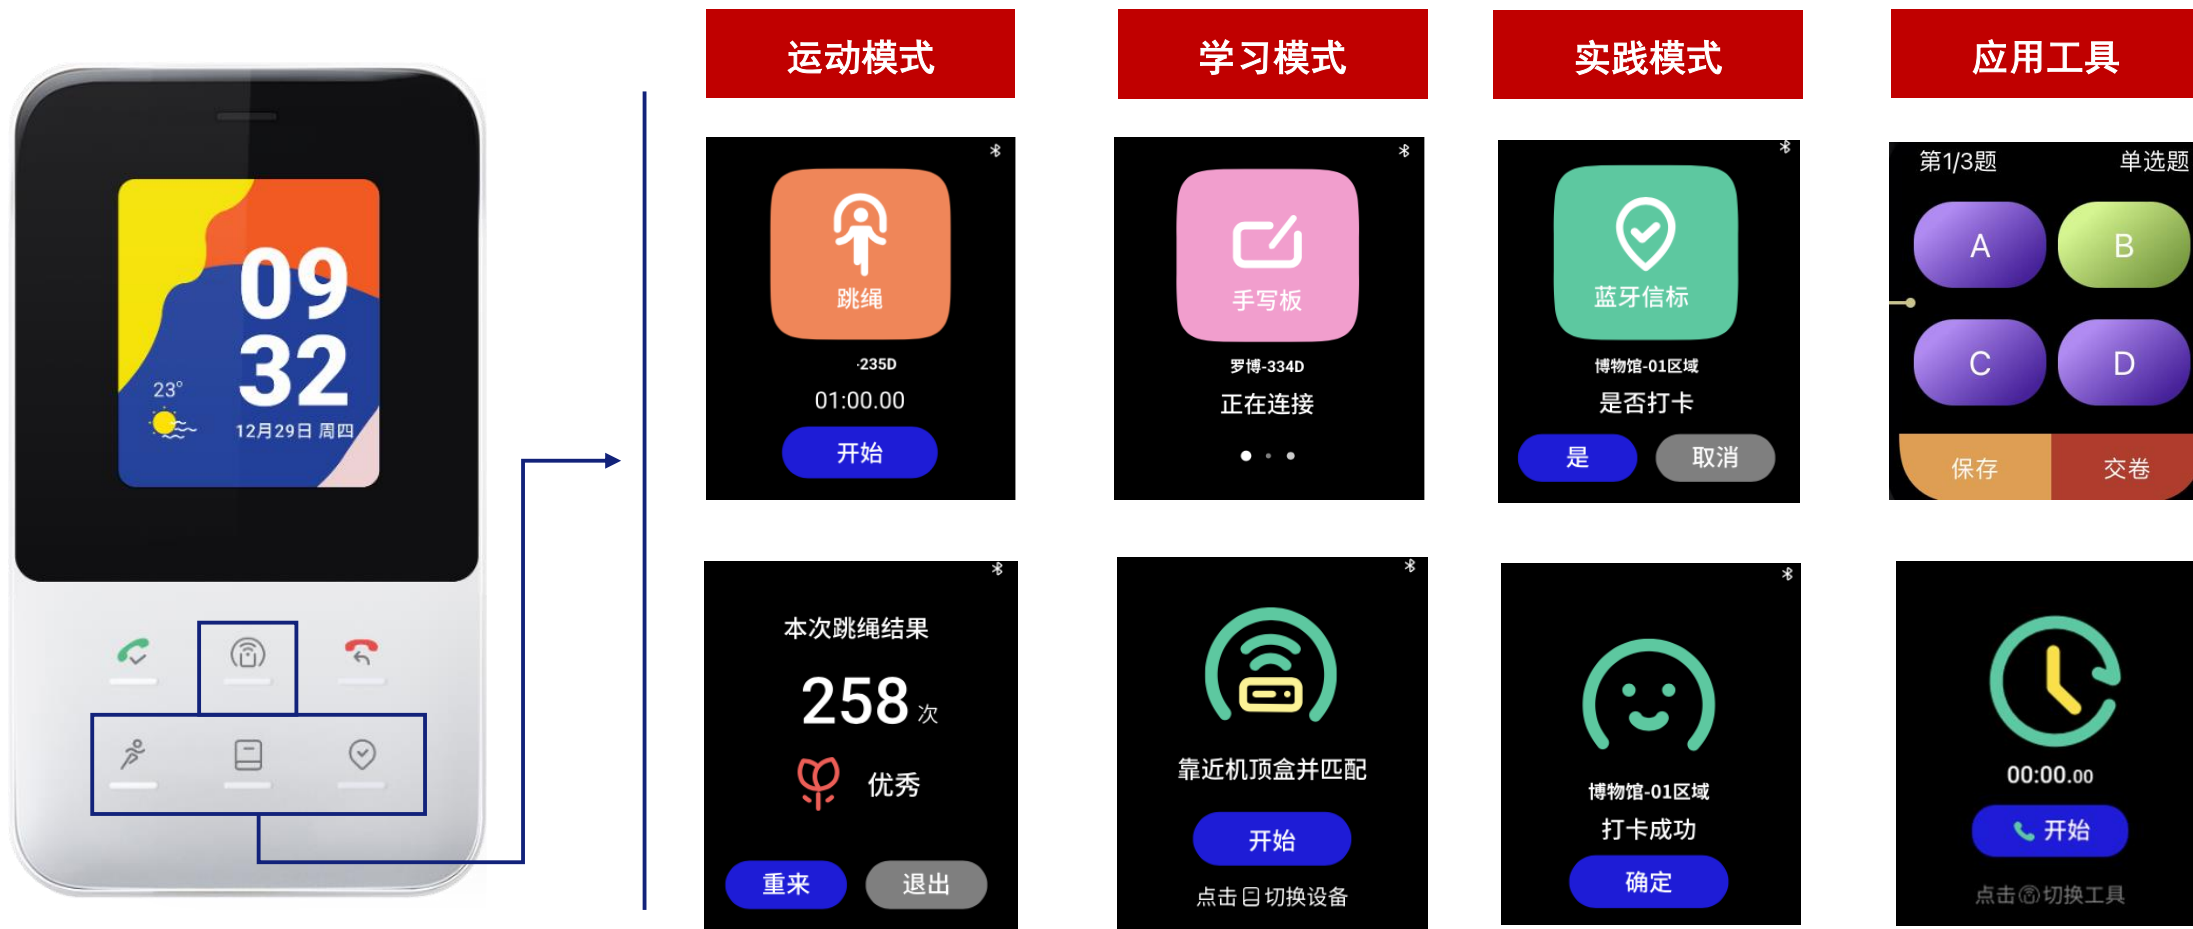 09
32
23°
12月29日 周四
运动模式
学习模式
实践模式
应用工具
跳绳
·235D
01:00.00
开始
手写板
罗博-334D
正在连接
蓝牙信标
博物馆-01区域
是否打卡
是
取消
第1/3题
单选题
A
B
C
D
保存
交卷
本次跳绳结果
258次
优秀
重来
退出
靠近机顶盒并匹配
开始
点击切换设备
博物馆-01区域
打卡成功
确定
00:00.00
开始
点击切换工具